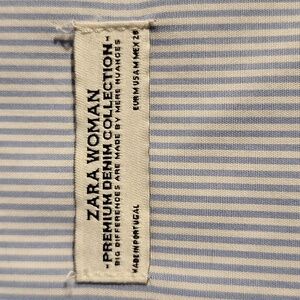 ZARA WOMAN
-PREMIUM DENIM COLLECTION-
BIG DIFFERENCES ARE MADE BY MERE NUANCES
EUR M USA M MEX 28
MADE IN PORTUGAL